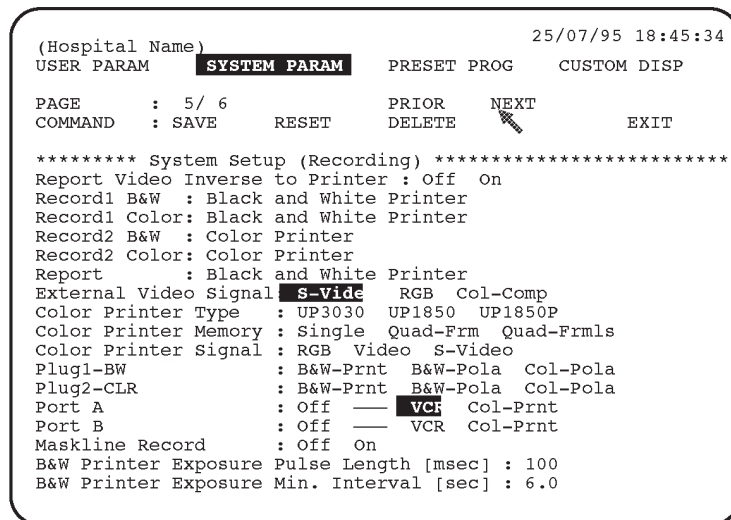 25/07/95 18:45:34
(Hospital Name)
USER PARAM SYSTEM PARAM PRESET PROG CUSTOM DISP
PAGE : 5/ 6 PRIOR NEXT
COMMAND : SAVE RESET DELETE EXIT
********* System Setup (Recording) **************************
Report Video Inverse to Printer : Off On
Record1 B&W : Black and White Printer
Record1 Color: Black and White Printer
Record2 B&W : Color Printer
Record2 Color: Color Printer
Report : Black and White Printer
External Video Signal S-Vide RGB Col-Comp
Color Printer Type : UP3030 UP1850 UP1850P
Color Printer Memory : Single Quad-Frm Quad-Frmls
Color Printer Signal : RGB Video S-Video
Plug1-BW : B&W-Prnt B&W-Pola Col-Pola
Plug2-CLR : B&W-Prnt B&W-Pola Col-Pola
Port A : Off —— VCR Col-Prnt
Port B : Off —— VCR Col-Prnt
Maskline Record : Off On
B&W Printer Exposure Pulse Length [msec] : 100
B&W Printer Exposure Min. Interval [sec] : 6.0